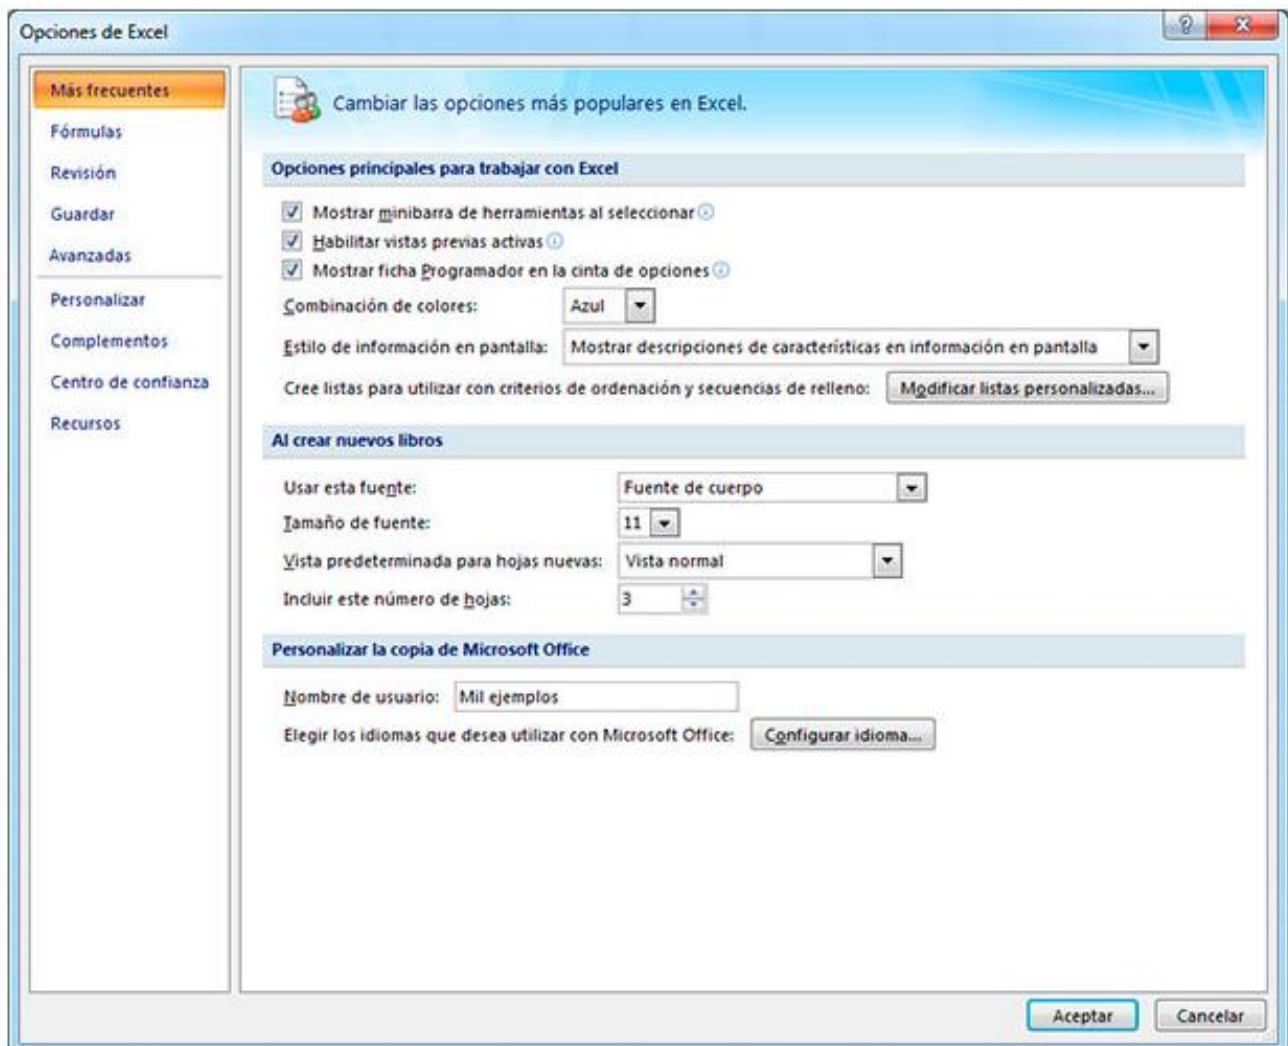 Opciones de Excel
Más frecuentes
Fórmulas
Revisión
Guardar
Avanzadas
Personalizar
Complementos
Centro de confianza
Recursos
Cambiar las opciones más populares en Excel.
Opciones principales para trabajar con Excel
Mostrar minibarra de herramientas al seleccionar
Habilitar vistas previas activas
Mostrar ficha Programador en la cinta de opciones
Combinación de colores: Azul
Estilo de información en pantalla: Mostrar descripciones de características en información en pantalla
Cree listas para utilizar con criterios de ordenación y secuencias de relleno: Modificar listas personalizadas...
Al crear nuevos libros
Usar esta fuente: Fuente de cuerpo
Tamaño de fuente: 11
Vista predeterminada para hojas nuevas: Vista normal
Incluir este número de hojas: 3
Personalizar la copia de Microsoft Office
Nombre de usuario: Mil ejemplos
Elegir los idiomas que desea utilizar con Microsoft Office: Configurar idioma...
Aceptar Cancelar